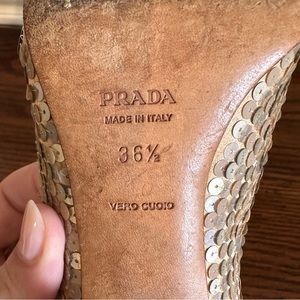 PRADA
MADE IN ITALY
36½
VERO CUOIO